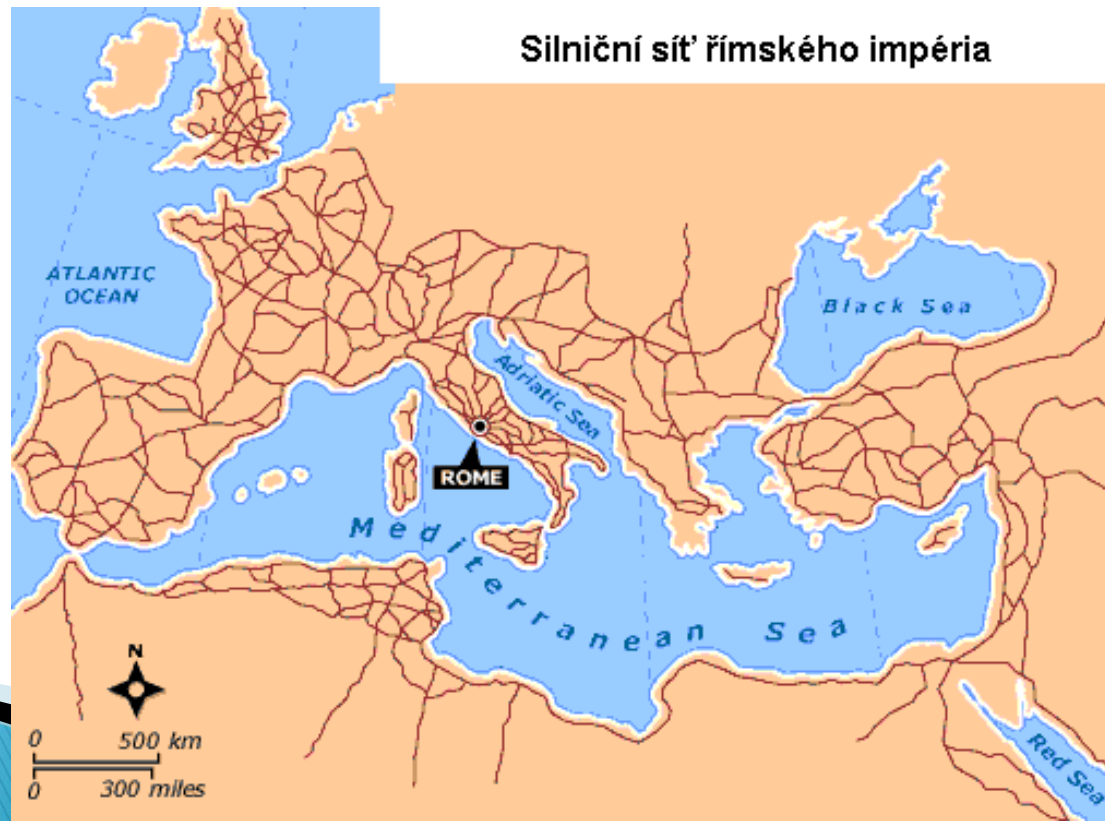 Silniční síť římského impéria
ATLANTIC
OCEAN
Black Sea
Adriatic Sea
ROME
Mediterranean Sea
Red Sea
N
0 500 km
0 300 miles